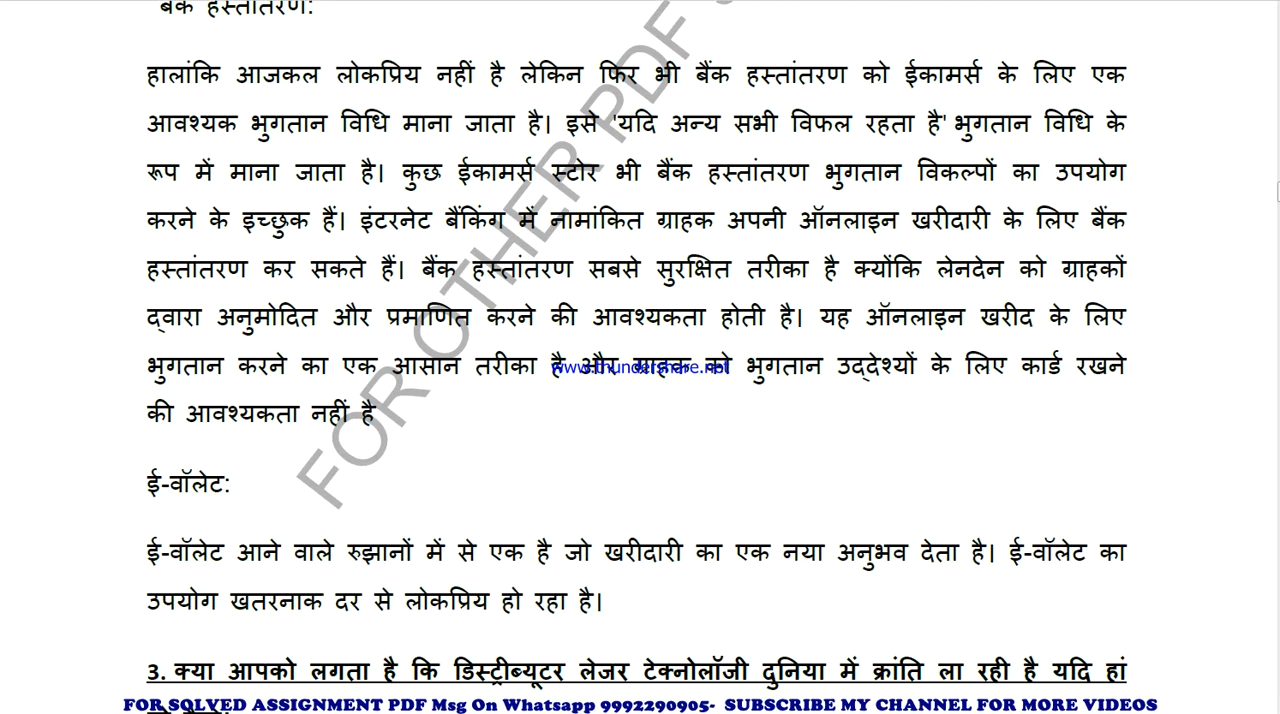 बैंक हस्तांतरण:
हालांकि आजकल लोकप्रिय नहीं है लेकिन फिर भी बैंक हस्तांतरण को ईकामर्स के लिए एक
आवश्यक भुगतान विधि माना जाता है। इसे 'यदि अन्य सभी विफल रहता है' भुगतान विधि के
रूप में माना जाता है। कुछ ईकामर्स स्टोर भी बैंक हस्तांतरण भुगतान विकल्पों का उपयोग
करने के इच्छुक हैं। इंटरनेट बैंकिंग में नामांकित ग्राहक अपनी ऑनलाइन खरीदारी के लिए बैंक
हस्तांतरण कर सकते हैं। बैंक हस्तांतरण सबसे सुरक्षित तरीका है क्योंकि लेनदेन को ग्राहकों
द्वारा अनुमोदित और प्रमाणित करने की आवश्यकता होती है। यह ऑनलाइन खरीद के लिए
भुगतान करने का एक आसान तरीका है और ग्राहक को भुगतान उद्देश्यों के लिए कार्ड रखने
www.thundershare.net
की आवश्यकता नहीं है
ई-वॉलेट:
ई-वॉलेट आने वाले रुझानों में से एक है जो खरीदारी का एक नया अनुभव देता है। ई-वॉलेट का
उपयोग खतरनाक दर से लोकप्रिय हो रहा है।
3. क्या आपको लगता है कि डिस्ट्रीब्यूटर लेजर टेक्नोलॉजी दुनिया में क्रांति ला रही है यदि हां
FOR OTHER PDF
FOR SOLVED ASSIGNMENT PDF Msg On Whatsapp 9992290905- SUBSCRIBE MY CHANNEL FOR MORE VIDEOS